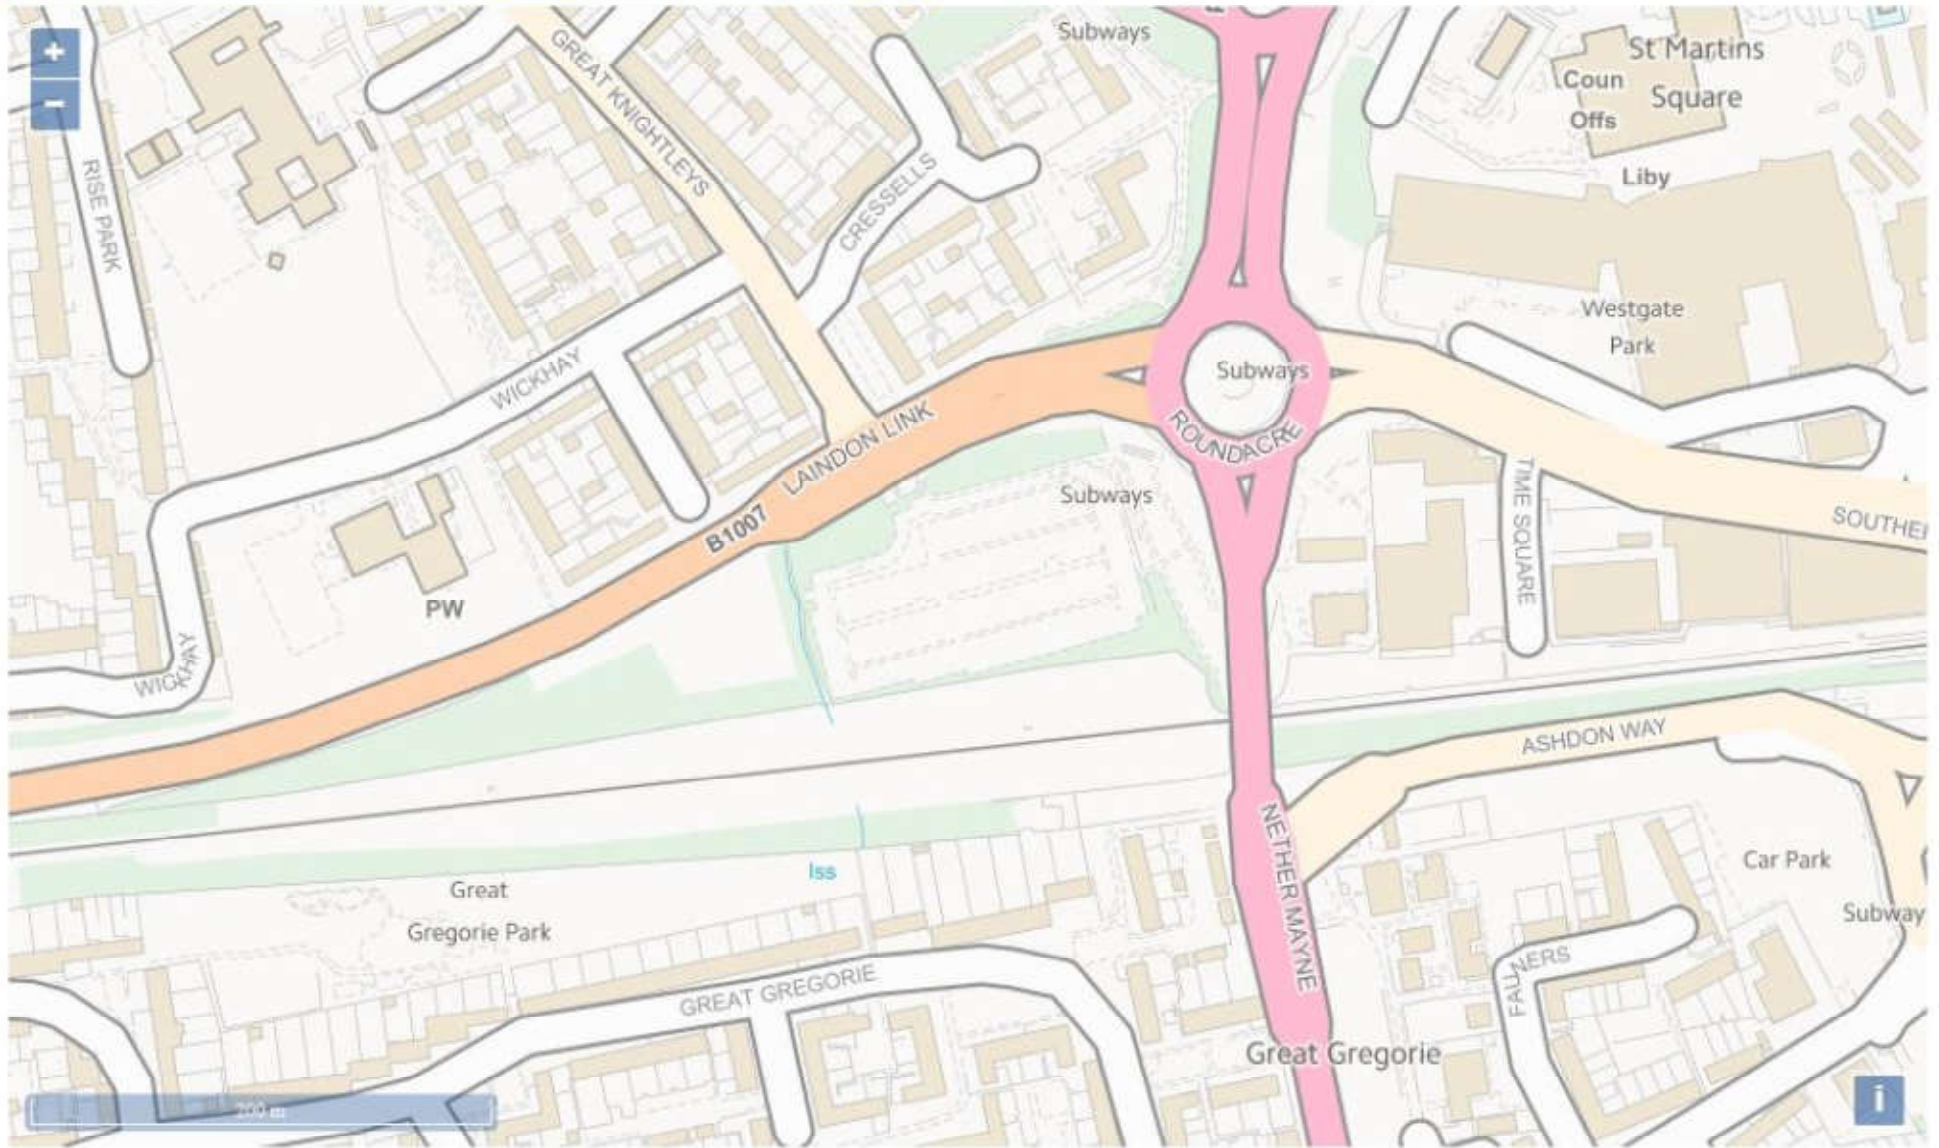 +
−
Subways
St Martins
Square
Coun
Offs
Liby
GREAT KNIGHTLEYS
RISE PARK
CRESSELLS
Westgate
Park
WICKHAY
Subways
ROUNDACRE
LAINDON LINK
B1007
Subways
TIME SQUARE
SOUTHE
PW
WICKHAY
ASHDON WAY
NETHER MAYNE
Iss
Great
Gregorie Park
Car Park
Subway
GREAT GREGORIE
FAULNERS
Great Gregorie
200 m
i